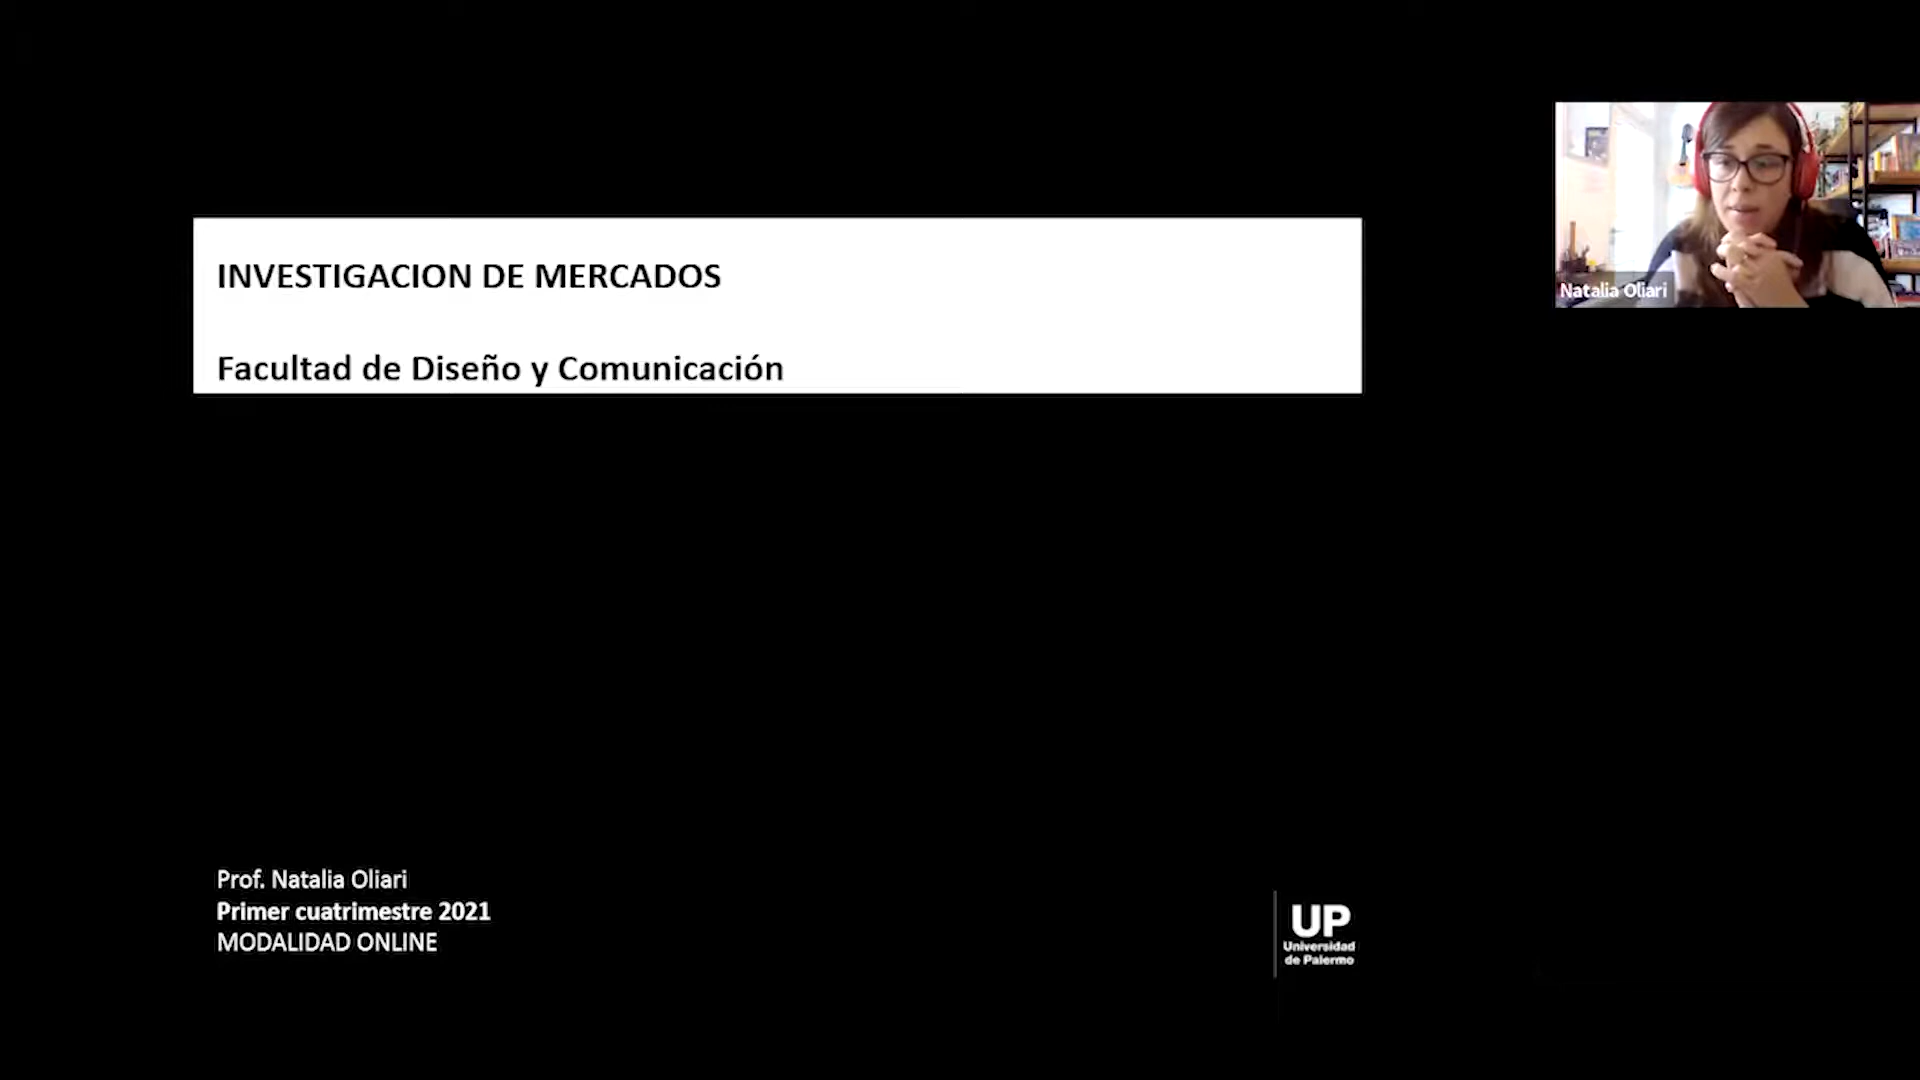 INVESTIGACION DE MERCADOS
Facultad de Diseño y Comunicación
Natalia Oliari
Prof. Natalia Oliari
Primer cuatrimestre 2021
MODALIDAD ONLINE
UP
Universidad
de Palermo